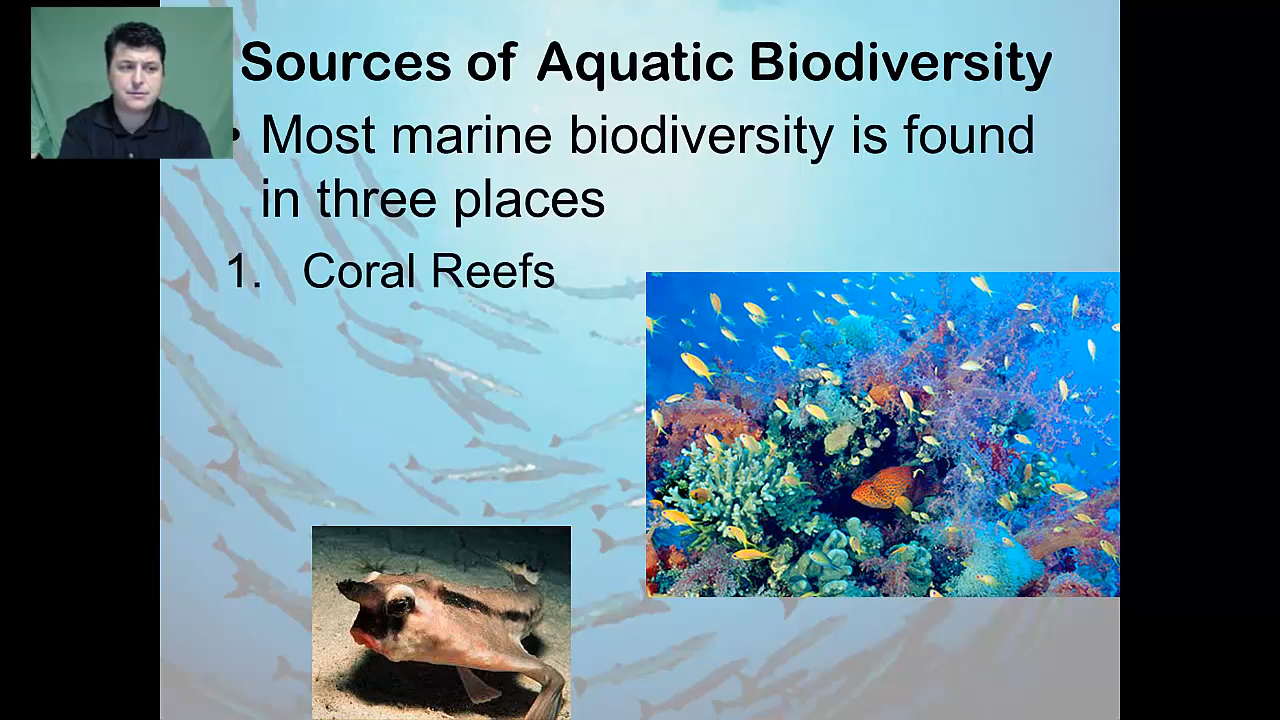 Sources of Aquatic Biodiversity
• Most marine biodiversity is found
in three places
1. Coral Reefs